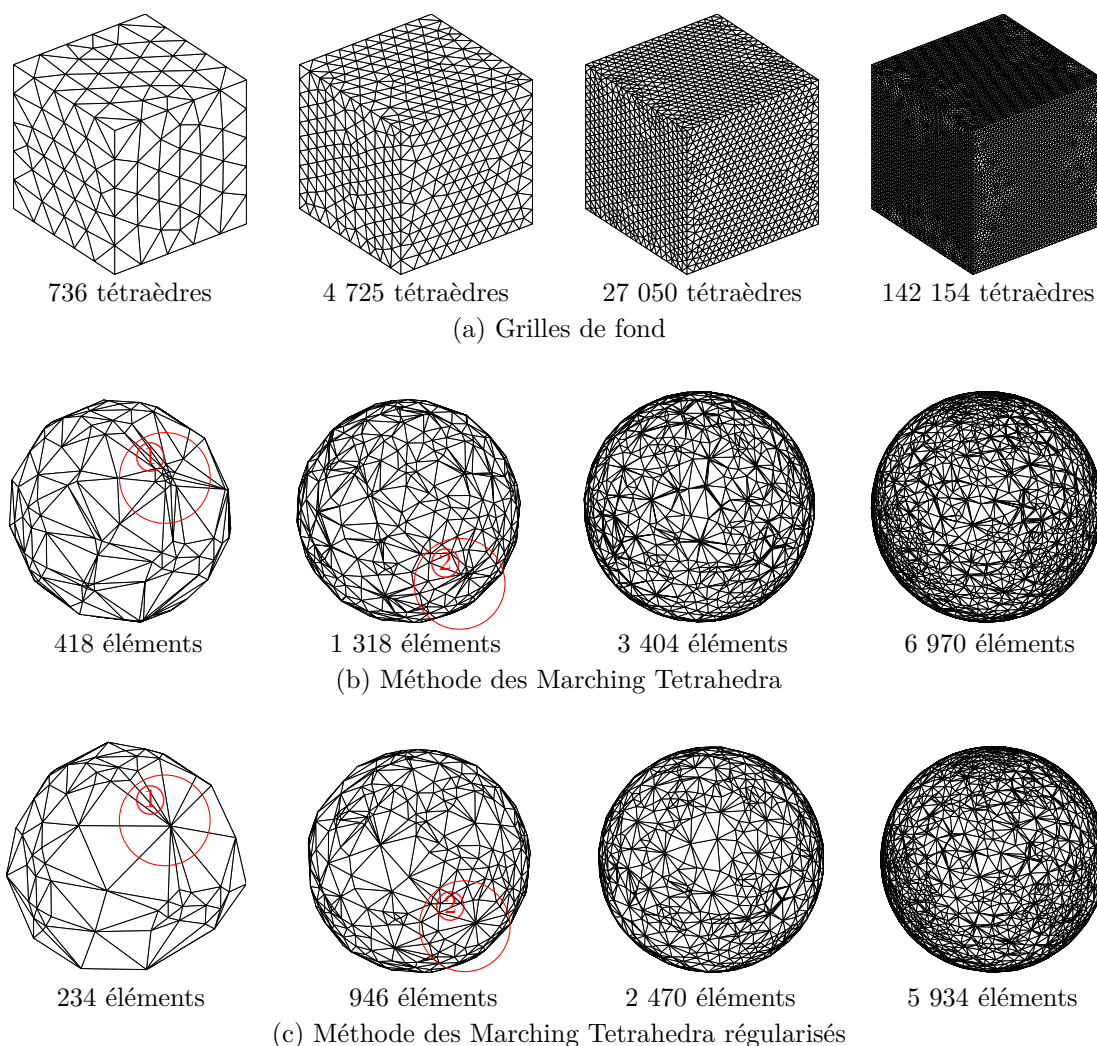 736 tétraèdres 4 725 tétraèdres 27 050 tétraèdres 142 154 tétraèdres
(a) Grilles de fond
1
2
418 éléments 1 318 éléments 3 404 éléments 6 970 éléments
(b) Méthode des Marching Tetrahedra
1
2
234 éléments 946 éléments 2 470 éléments 5 934 éléments
(c) Méthode des Marching Tetrahedra régularisés